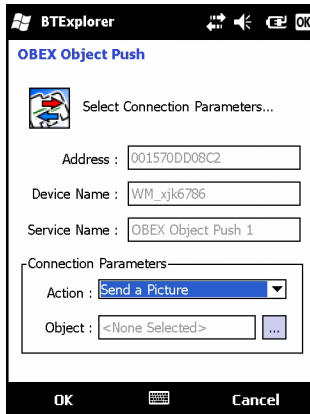 BTExplorer OK
OBEX Object Push
Select Connection Parameters...
Address : 001570DD08C2
Device Name : WM_xjk6786
Service Name : OBEX Object Push 1
Connection Parameters
Action : Send a Picture
Object : <None Selected> ...
OK Cancel